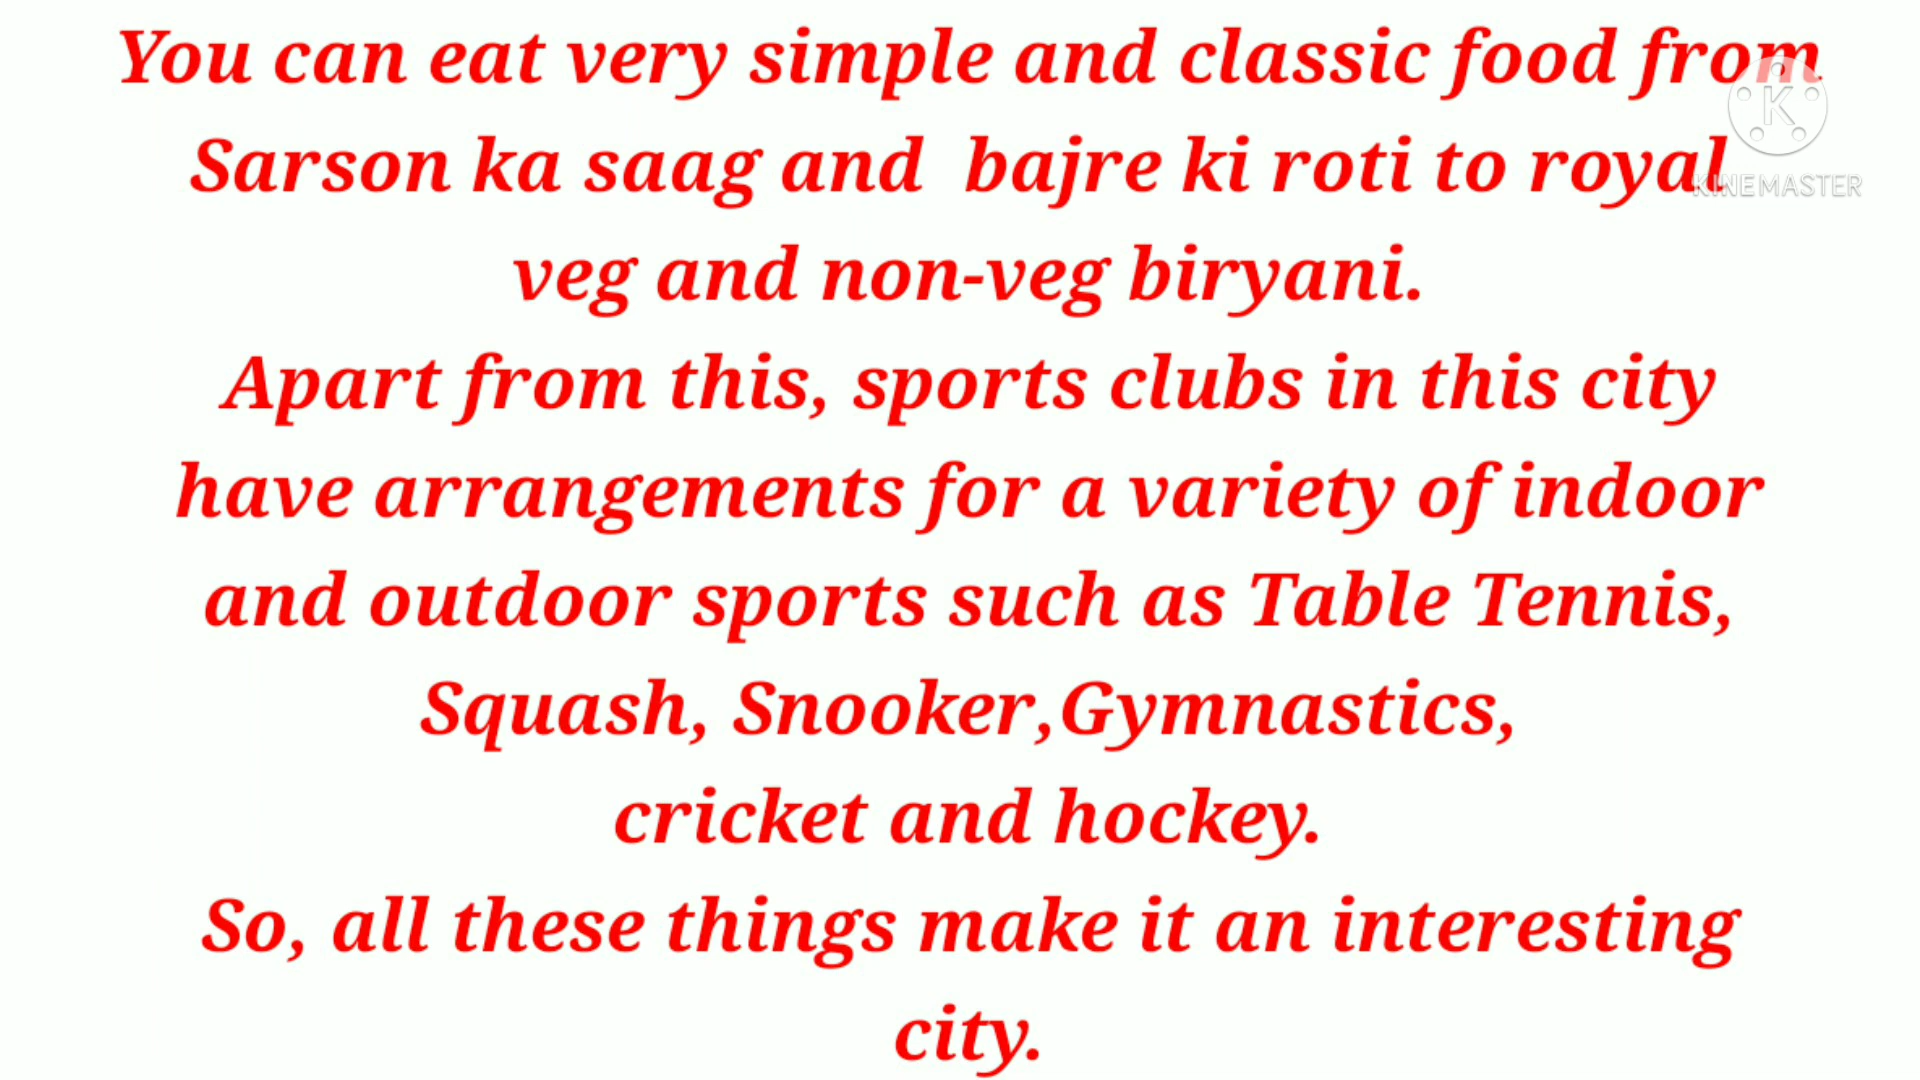 You can eat very simple and classic food from
Sarson ka saag and bajre ki roti to royal
KINEMASTER
veg and non-veg biryani.
Apart from this, sports clubs in this city
have arrangements for a variety of indoor
and outdoor sports such as Table Tennis,
Squash, Snooker,Gymnastics,
cricket and hockey.
So, all these things make it an interesting
city.